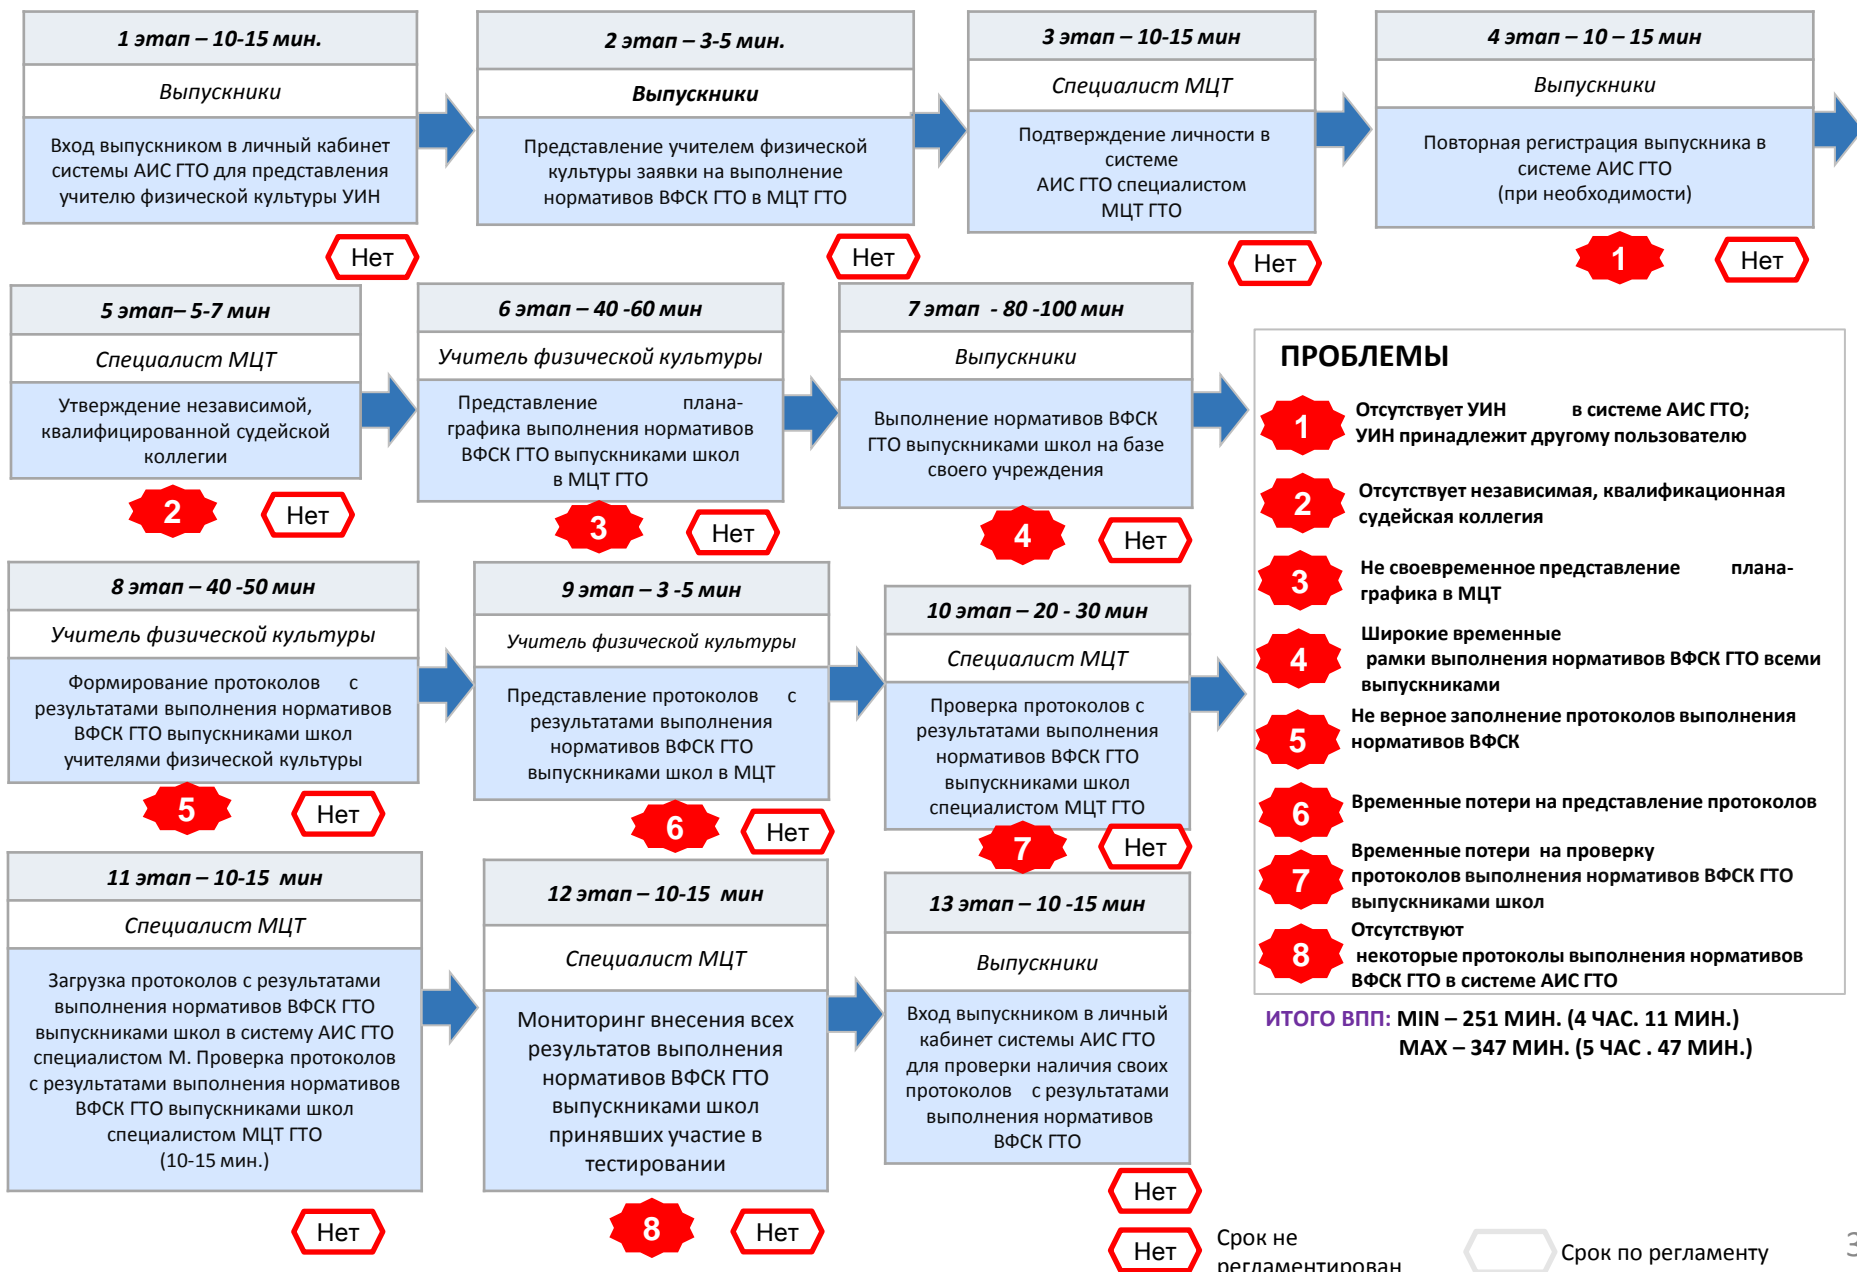 1 этап – 10-15 мин.
Выпускники
Вход выпускником в личный кабинет
системы АИС ГТО для представления
учителю физической культуры УИН
Нет
2 этап – 3-5 мин.
Выпускники
Представление учителем физической
культуры заявки на выполнение
нормативов ВФСК ГТО в МЦТ ГТО
Нет
3 этап – 10-15 мин
Специалист МЦТ
Подтверждение личности в
системе
АИС ГТО специалистом
МЦТ ГТО
Нет
4 этап – 10 – 15 мин
Выпускники
Повторная регистрация выпускника в
системе АИС ГТО
(при необходимости)
1
Нет
5 этап– 5-7 мин
Специалист МЦТ
Утверждение независимой,
квалифицированной судейской
коллегии
2
Нет
6 этап – 40 -60 мин
Учитель физической культуры
Представление плана-
графика выполнения нормативов
ВФСК ГТО выпускниками школ
в МЦТ ГТО
3
Нет
7 этап - 80 -100 мин
Выпускники
Выполнение нормативов ВФСК
ГТО выпускниками школ на базе
своего учреждения
4
Нет
8 этап – 40 -50 мин
Учитель физической культуры
Формирование протоколов с
результатами выполнения нормативов
ВФСК ГТО выпускниками школ
учителями физической культуры
5
Нет
9 этап – 3 -5 мин
Учитель физической культуры
Представление протоколов с
результатами выполнения
нормативов ВФСК ГТО
выпускниками школ в МЦТ
6
Нет
10 этап – 20 - 30 мин
Специалист МЦТ
Проверка протоколов с
результатами выполнения
нормативов ВФСК ГТО
выпускниками школ
специалистом МЦТ ГТО
7
Нет
11 этап – 10-15 мин
Специалист МЦТ
Загрузка протоколов с результатами
выполнения нормативов ВФСК ГТО
выпускниками школ в систему АИС ГТО
специалистом М. Проверка протоколов
с результатами выполнения нормативов
ВФСК ГТО выпускниками школ
специалистом МЦТ ГТО
(10-15 мин.)
Нет
12 этап – 10-15 мин
Специалист МЦТ
Мониторинг внесения всех
результатов выполнения
нормативов ВФСК ГТО
выпускниками школ
принявших участие в
тестировании
8
Нет
13 этап – 10 -15 мин
Выпускники
Вход выпускником в личный
кабинет системы АИС ГТО
для проверки наличия своих
протоколов с результатами
выполнения нормативов
ВФСК ГТО
Нет
ПРОБЛЕМЫ
1
Отсутствует УИН в системе АИС ГТО;
УИН принадлежит другому пользователю
2
Отсутствует независимая, квалификационная
судейская коллегия
3
Не своевременное представление плана-
графика в МЦТ
4
Широкие временные
рамки выполнения нормативов ВФСК ГТО всеми
выпускниками
5
Не верное заполнение протоколов выполнения
нормативов ВФСК
6
Временные потери на представление протоколов
7
Временные потери на проверку
протоколов выполнения нормативов ВФСК ГТО
выпускниками школ
8
Отсутствуют
некоторые протоколы выполнения нормативов
ВФСК ГТО в системе АИС ГТО
ИТОГО ВПП: MIN – 251 МИН. (4 ЧАС. 11 МИН.)
MAX – 347 МИН. (5 ЧАС . 47 МИН.)
Нет
Срок не
регламентирован
Срок по регламенту
3